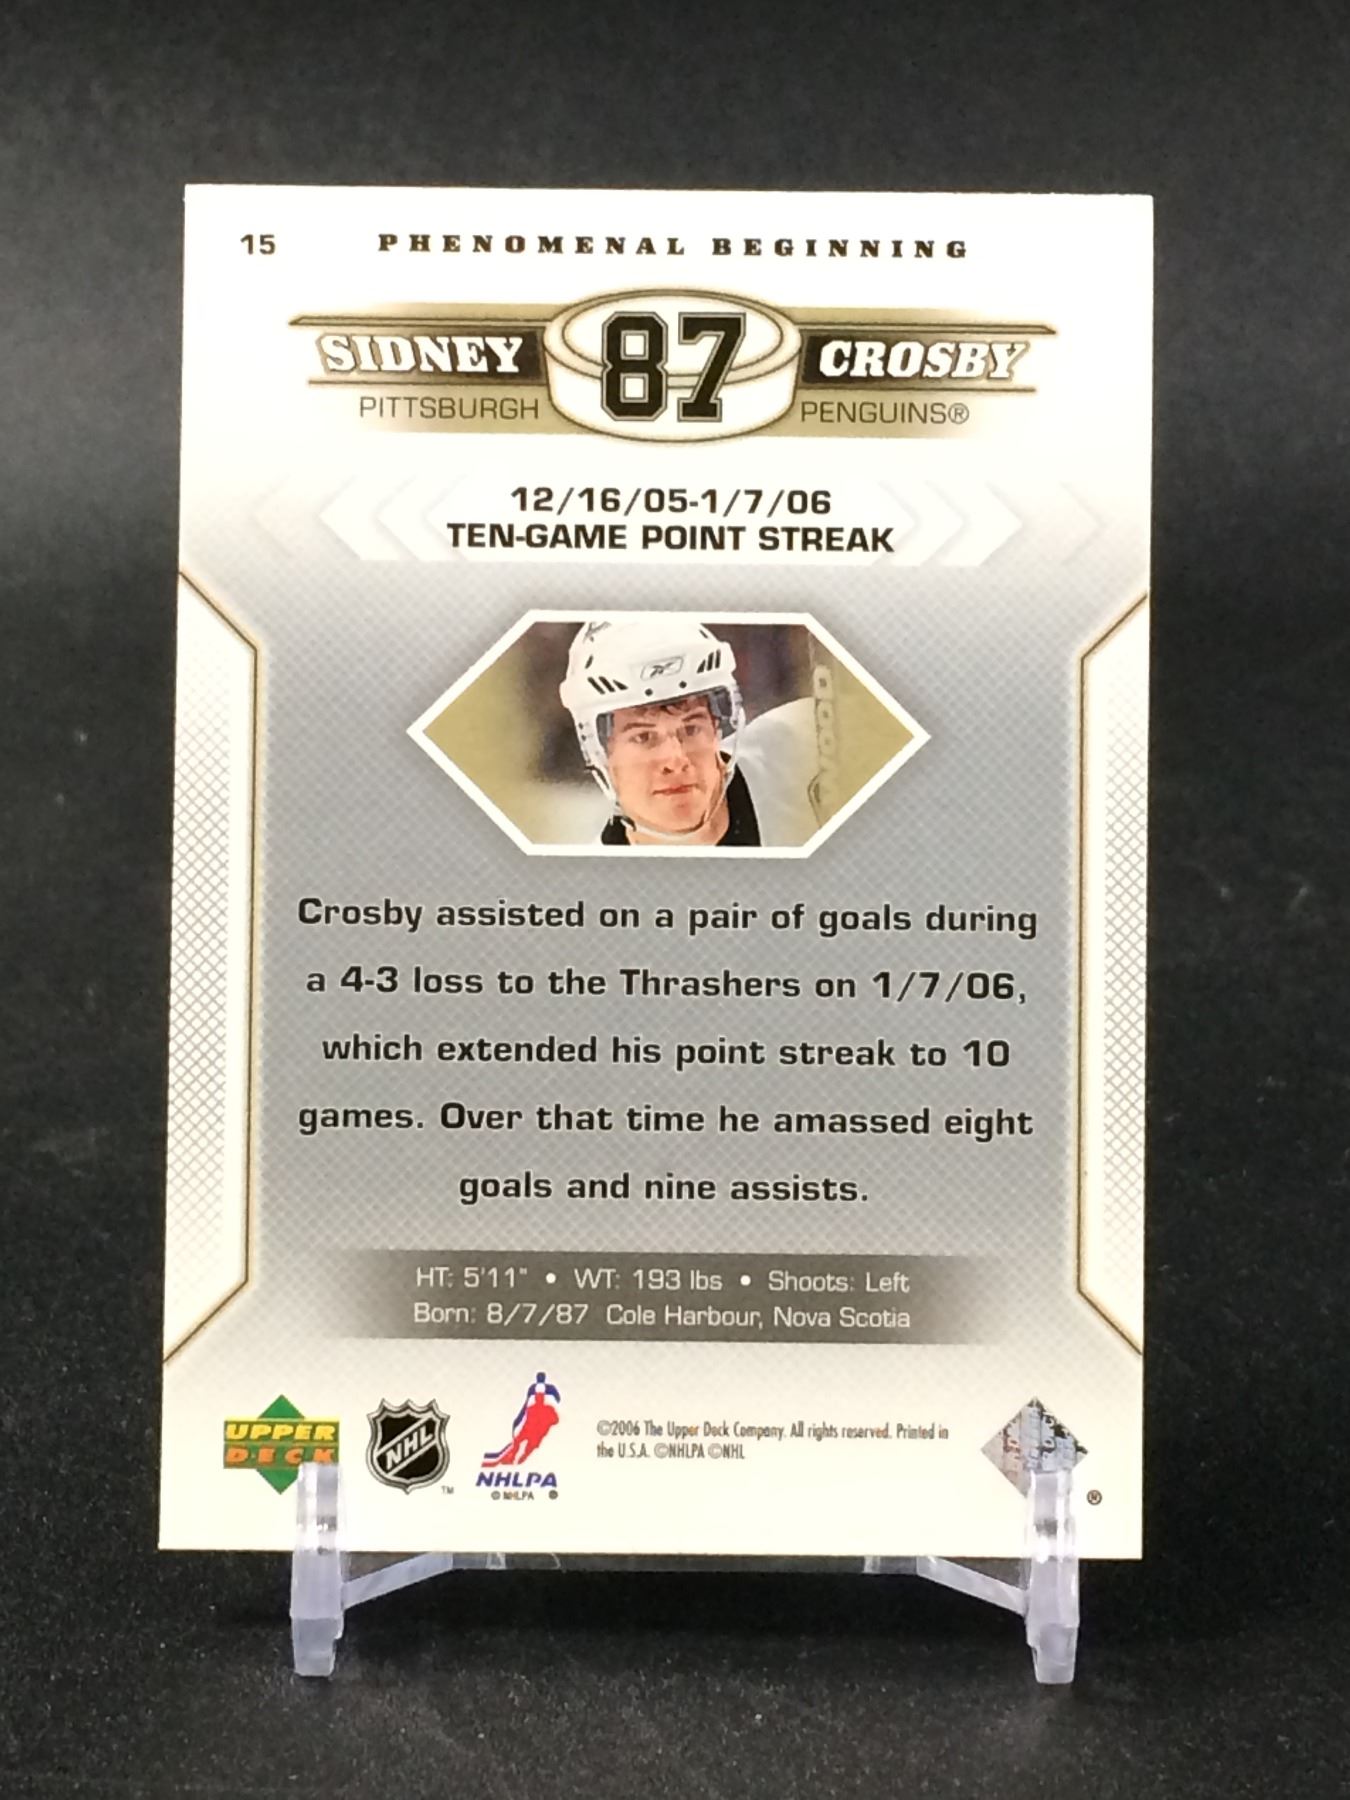 15 PHENOMENAL BEGINNING
SIDNEY 87 CROSBY
PITTSBURGH PENGUINS®
12/16/05-1/7/06
TEN-GAME POINT STREAK
Crosby assisted on a pair of goals during
a 4-3 loss to the Thrashers on 1/7/06,
which extended his point streak to 10
games. Over that time he amassed eight
goals and nine assists.
HT: 5'11" • WT: 193 lbs • Shoots: Left
Born: 8/7/87 Cole Harbour, Nova Scotia
UPPER
DECK
NHL
™
NHLPA
© NHLPA ®
©2006 The Upper Deck Company. All rights reserved. Printed in
the U.S.A. ©NHLPA ©NHL
®